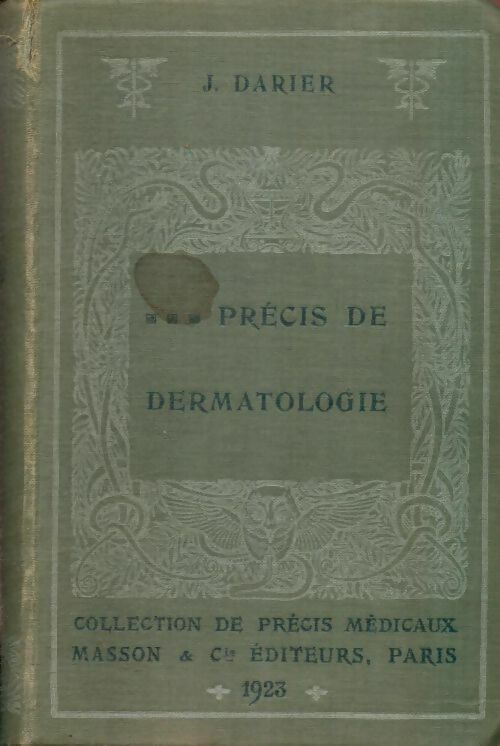 J. DARIER
PRÉCIS DE
DERMATOLOGIE
COLLECTION DE PRÉCIS MÉDICAUX
MASSON & Cie ÉDITEURS, PARIS
1923